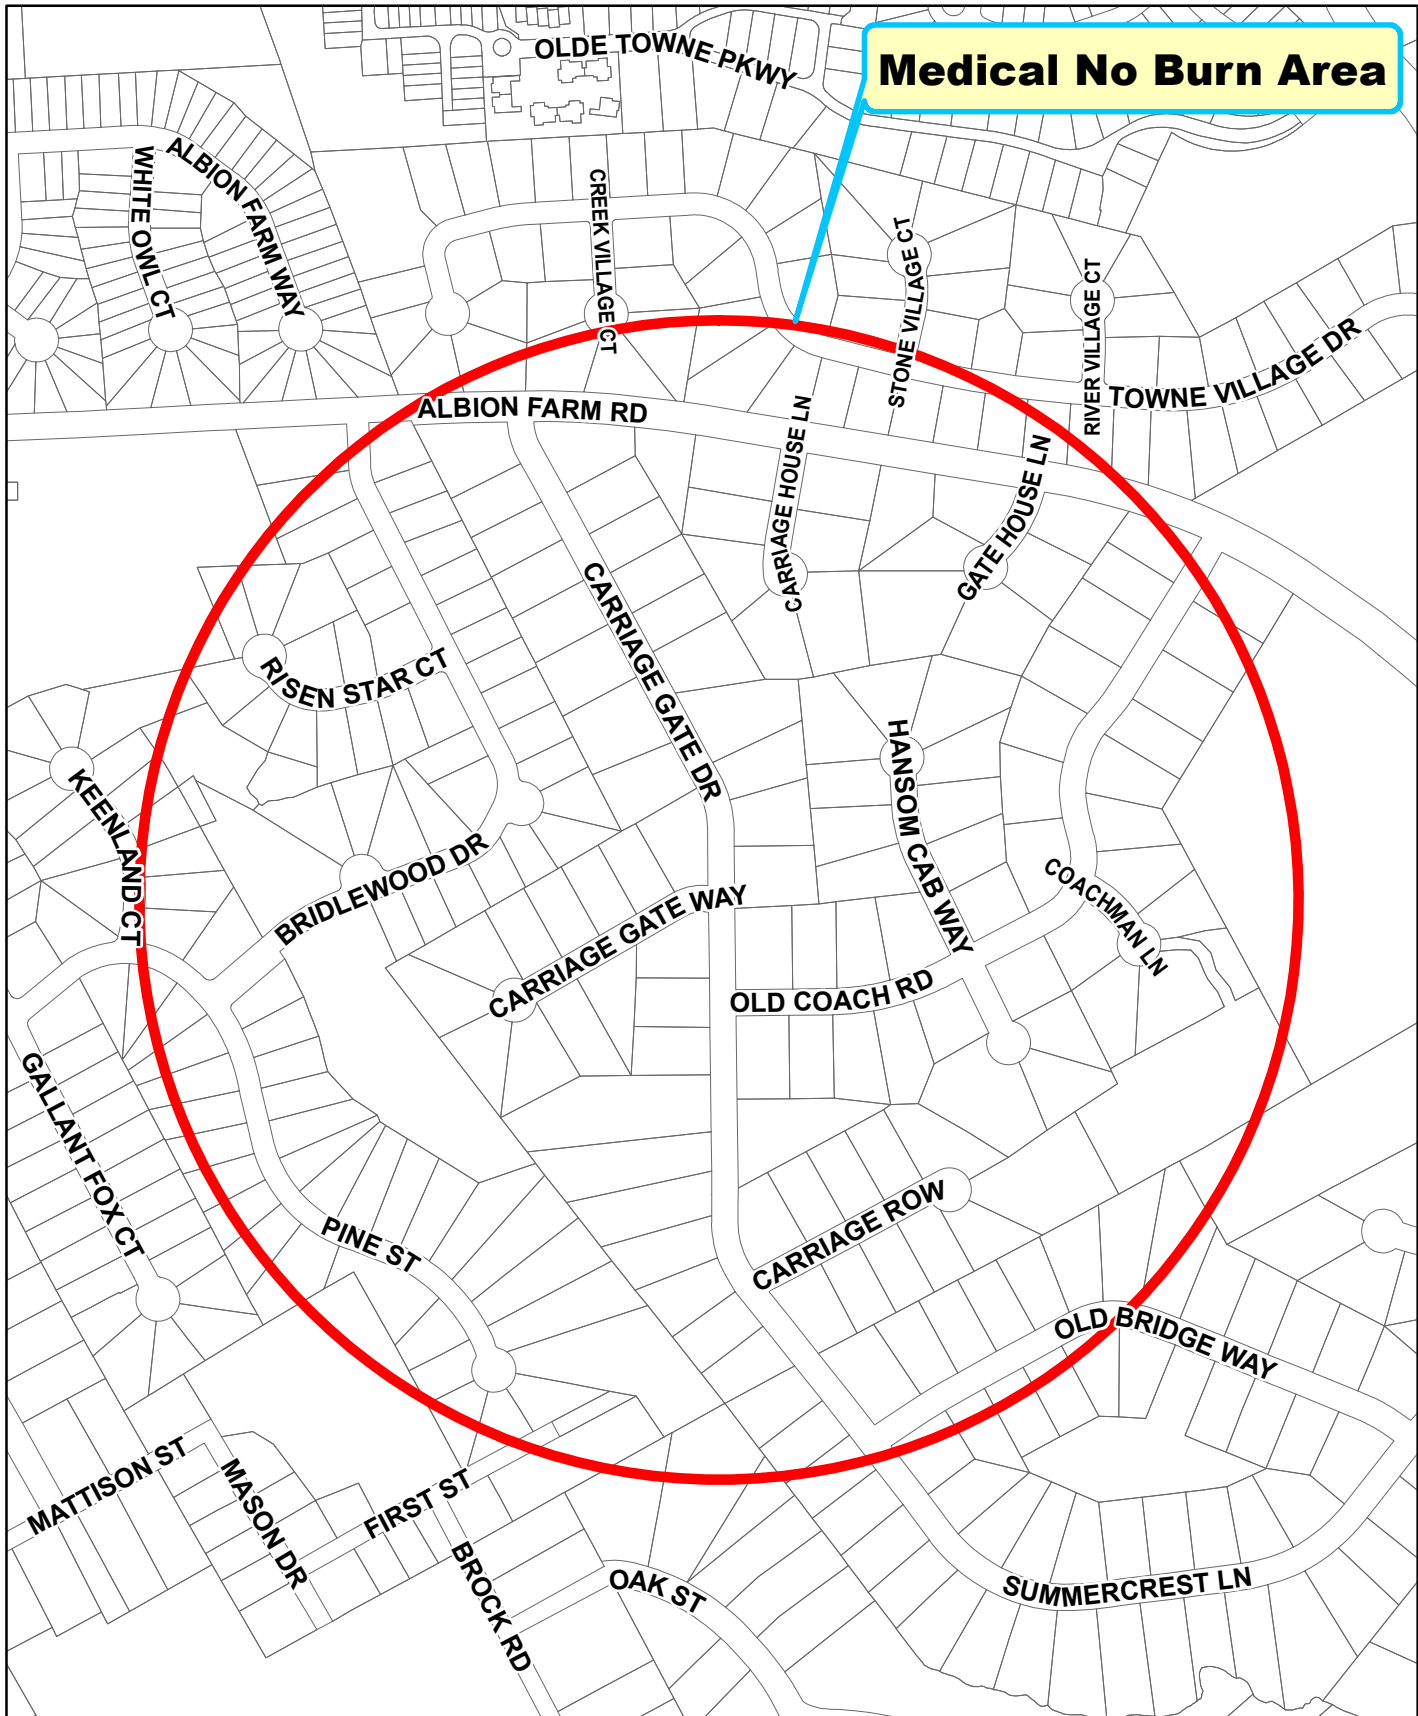 OLDE TOWNE PKWY
Medical No Burn Area
WHITE OWL CT
ALBION FARM WAY
CREEK VILLAGE CT
STONE VILLAGE CT
RIVER VILLAGE CT
TOWNE VILLAGE DR
ALBION FARM RD
CARRIAGE HOUSE LN
GATE HOUSE LN
CARRIAGE GATE DR
RISEN STAR CT
KEENLAND CT
HANSOM CAB WAY
BRIDLEWOOD DR
CARRIAGE GATE WAY
COACHMAN LN
OLD COACH RD
GALLANT FOX CT
PINE ST
CARRIAGE ROW
OLD BRIDGE WAY
MATTISON ST
MASON DR
FIRST ST
BROCK RD
OAK ST
SUMMERCREST LN